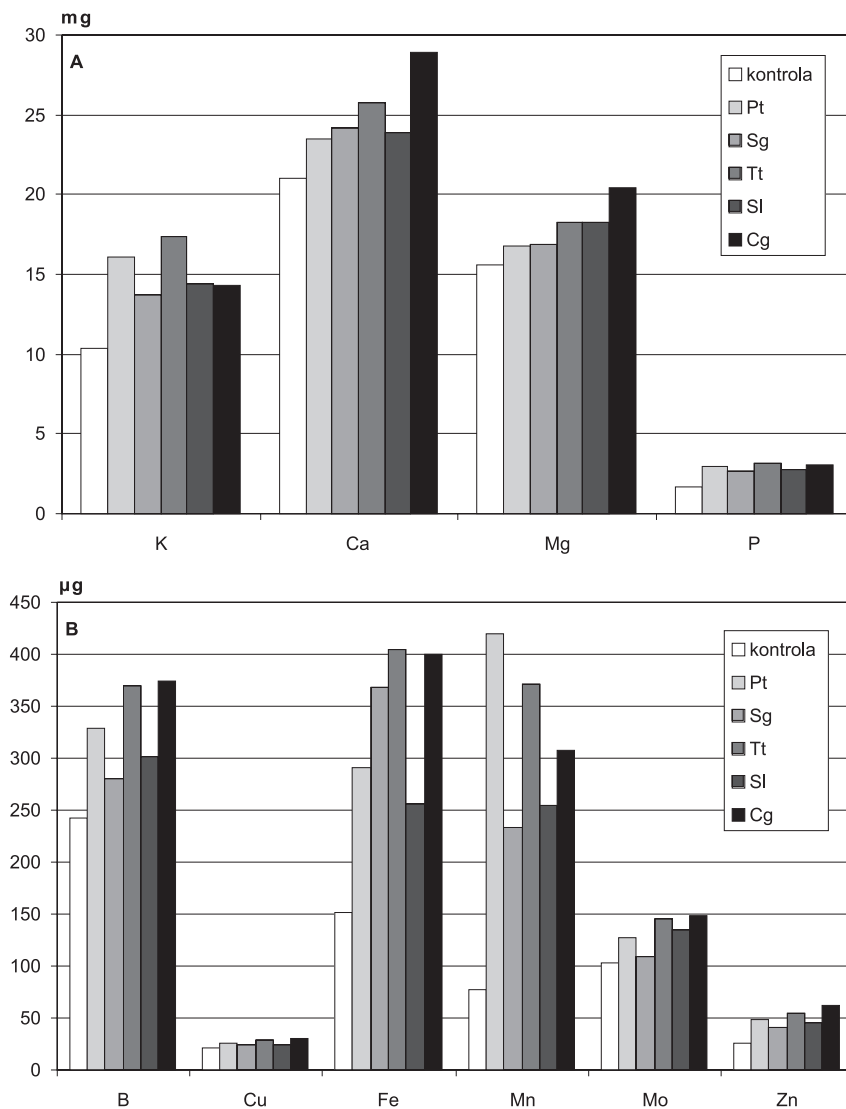 mg
A
30
25
20
15
10
5
0
kontrola
Pt
Sg
Tt
Sl
Cg
K Ca Mg P
µg
B
450
400
350
300
250
200
150
100
50
0
kontrola
Pt
Sg
Tt
Sl
Cg
B Cu Fe Mn Mo Zn